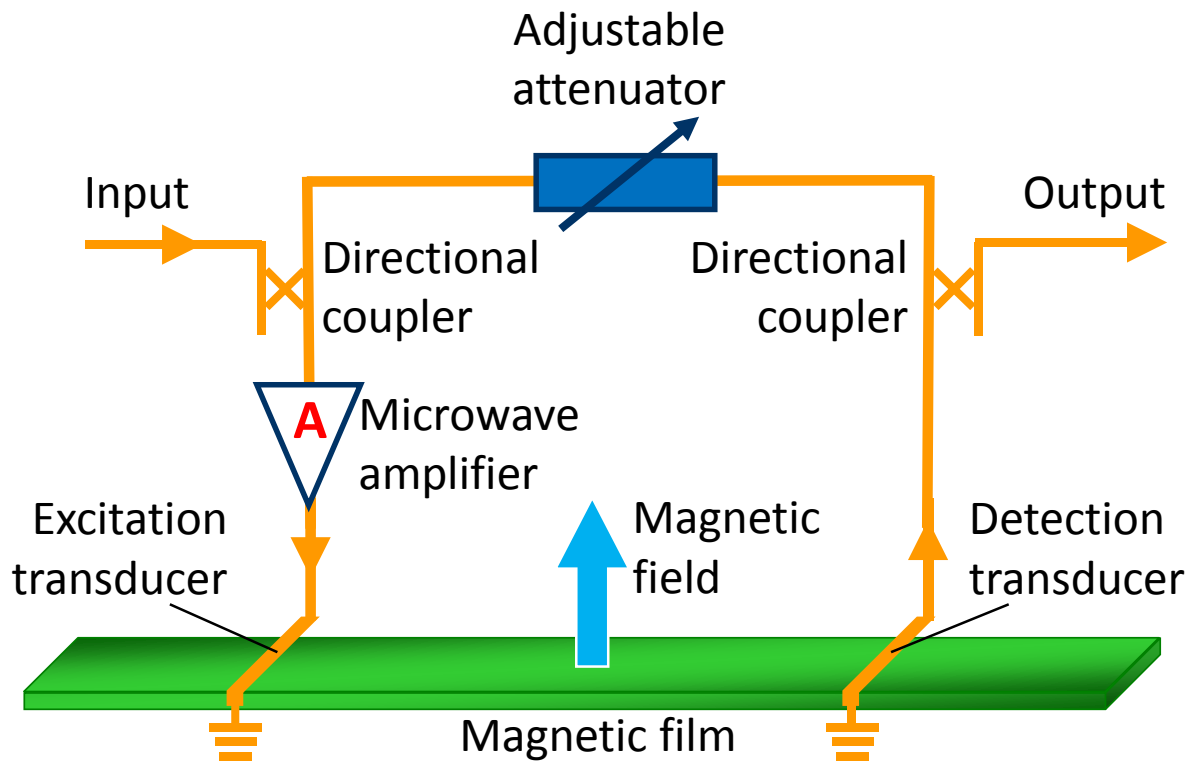 Adjustable
attenuator
Input
Output
Directional
coupler
Directional
coupler
A
Microwave
amplifier
Excitation
transducer
Magnetic
field
Detection
transducer
Magnetic film